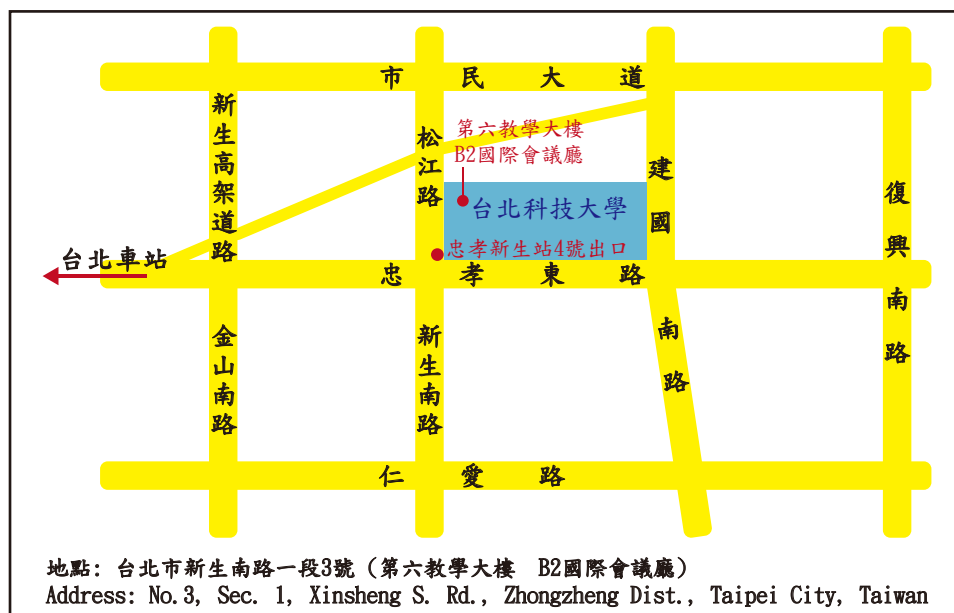 市民大道
新生高架道路
松江路
第六教學大樓
B2國際會議廳
建國南路
復興南路
台北科技大學
忠孝新生站4號出口
台北車站
忠孝東路
金山南路
新生南路
仁愛路
地點: 台北市新生南路一段3號 (第六教學大樓 B2國際會議廳)
Address: No.3, Sec. 1, Xinsheng S. Rd., Zhongzheng Dist., Taipei City, Taiwan